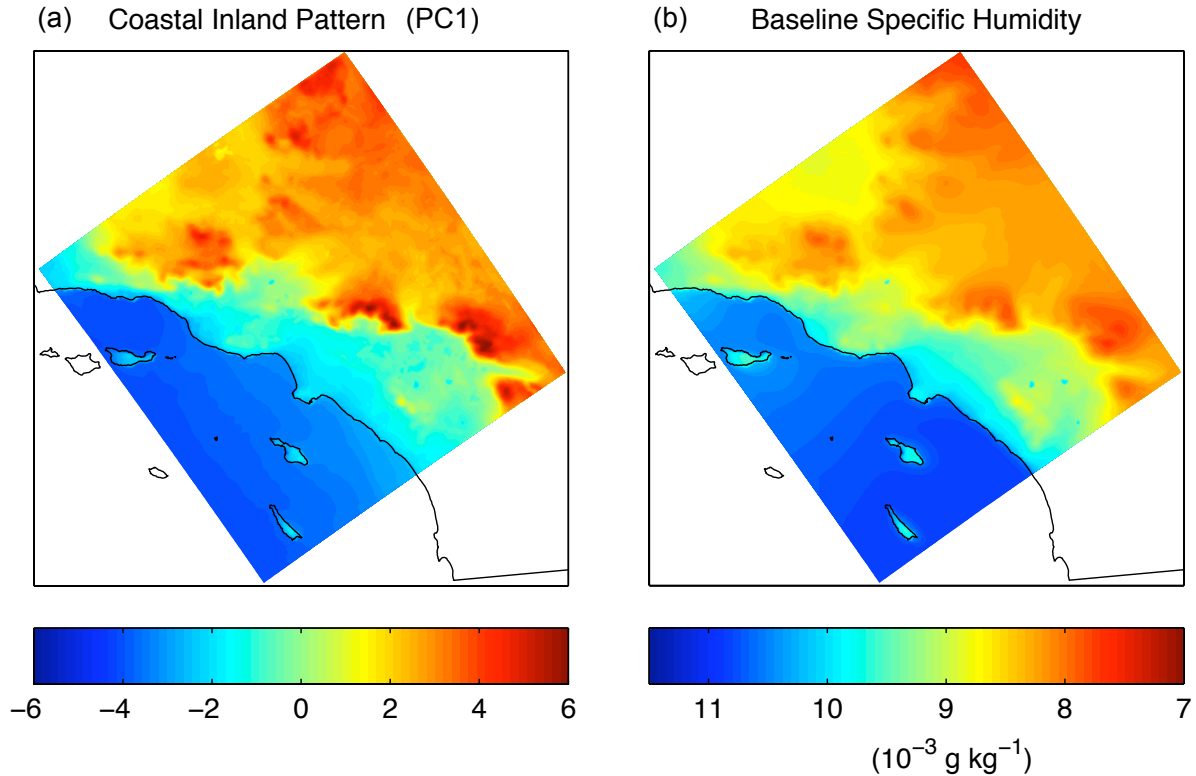 (a) Coastal Inland Pattern (PC1)
(b) Baseline Specific Humidity
−6 −4 −2 0 2 4 6
11 10 9 8 7
(10⁻³ g kg⁻¹)